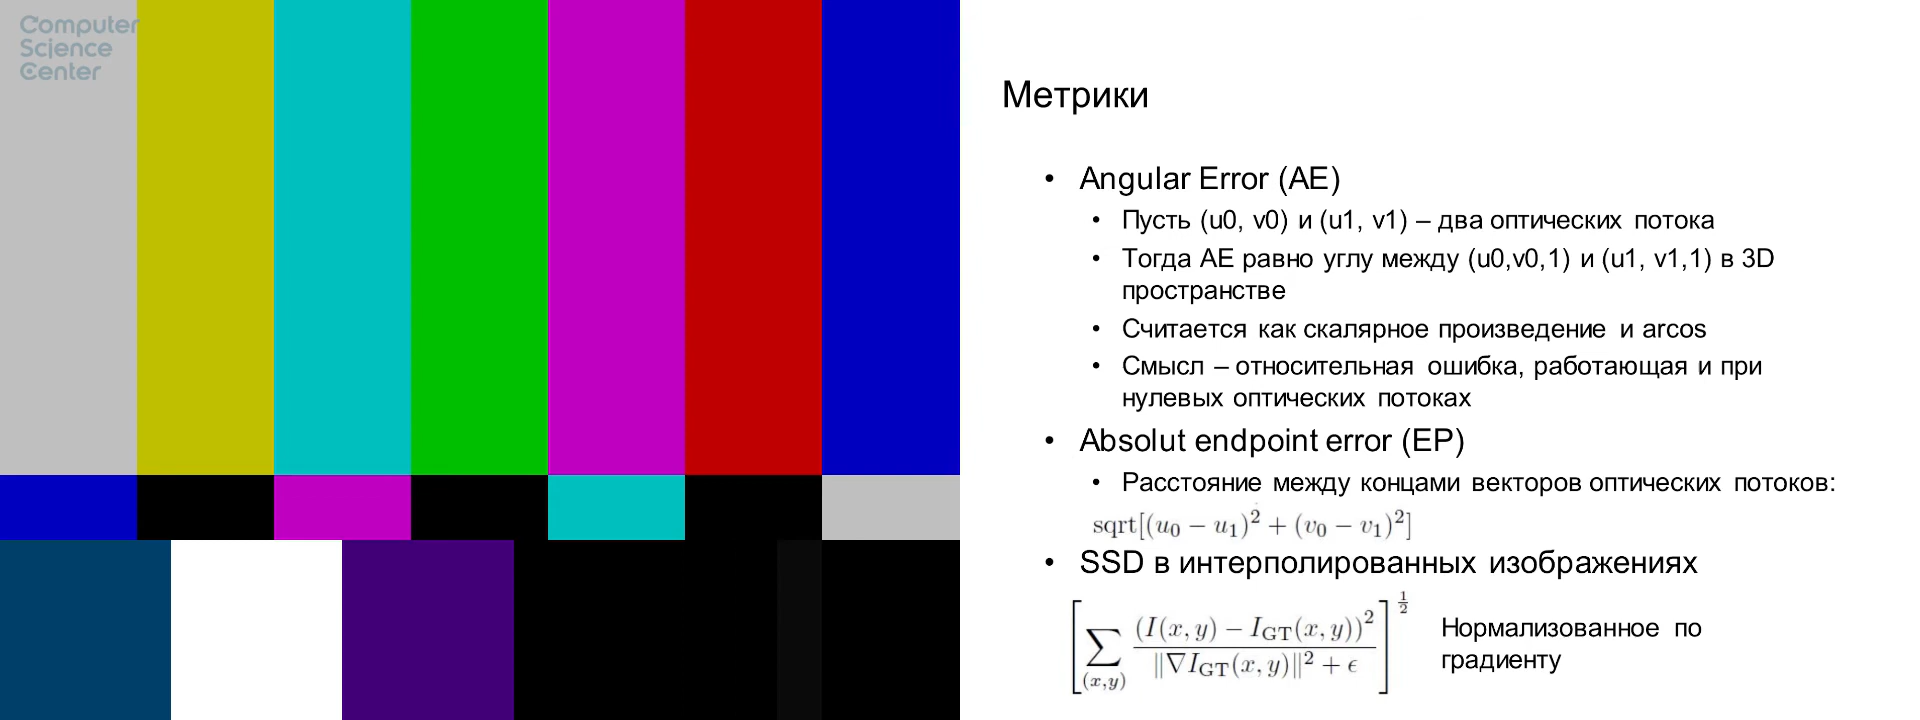 Computer
Science
Center
Метрики
• Angular Error (AE)
• Пусть (u0, v0) и (u1, v1) – два оптических потока
• Тогда AE равно углу между (u0,v0,1) и (u1, v1,1) в 3D
пространстве
• Считается как скалярное произведение и arcos
• Смысл – относительная ошибка, работающая и при
нулевых оптических потоках
• Absolut endpoint error (EP)
• Расстояние между концами векторов оптических потоков:
sqrt[(u₀ − u₁)² + (v₀ − v₁)²]
• SSD в интерполированных изображениях
[∑_(x,y) (I(x, y) − I_GT(x, y))² / ‖∇I_GT(x, y)‖² + ϵ]^(1/2)
Нормализованное по
градиенту